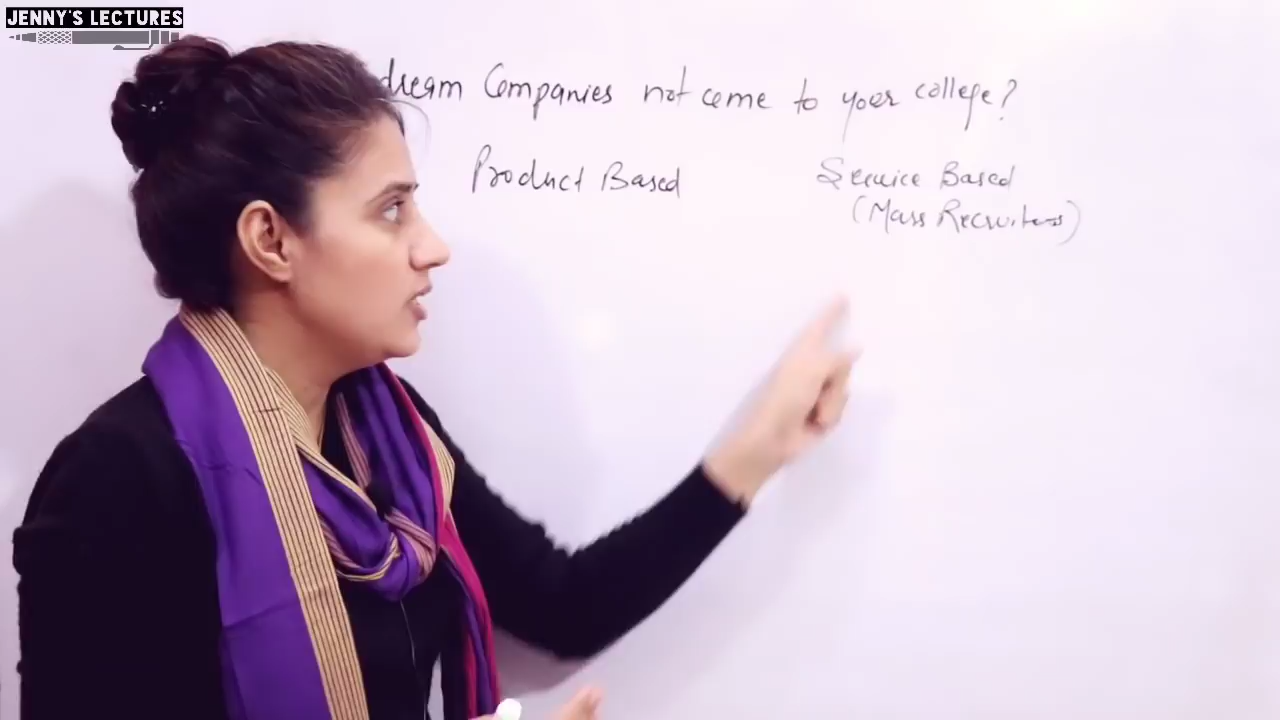 JENNY'S LECTURES
dream Companies not come to your college?
Product Based
Service Based
(Mass Recruiters)